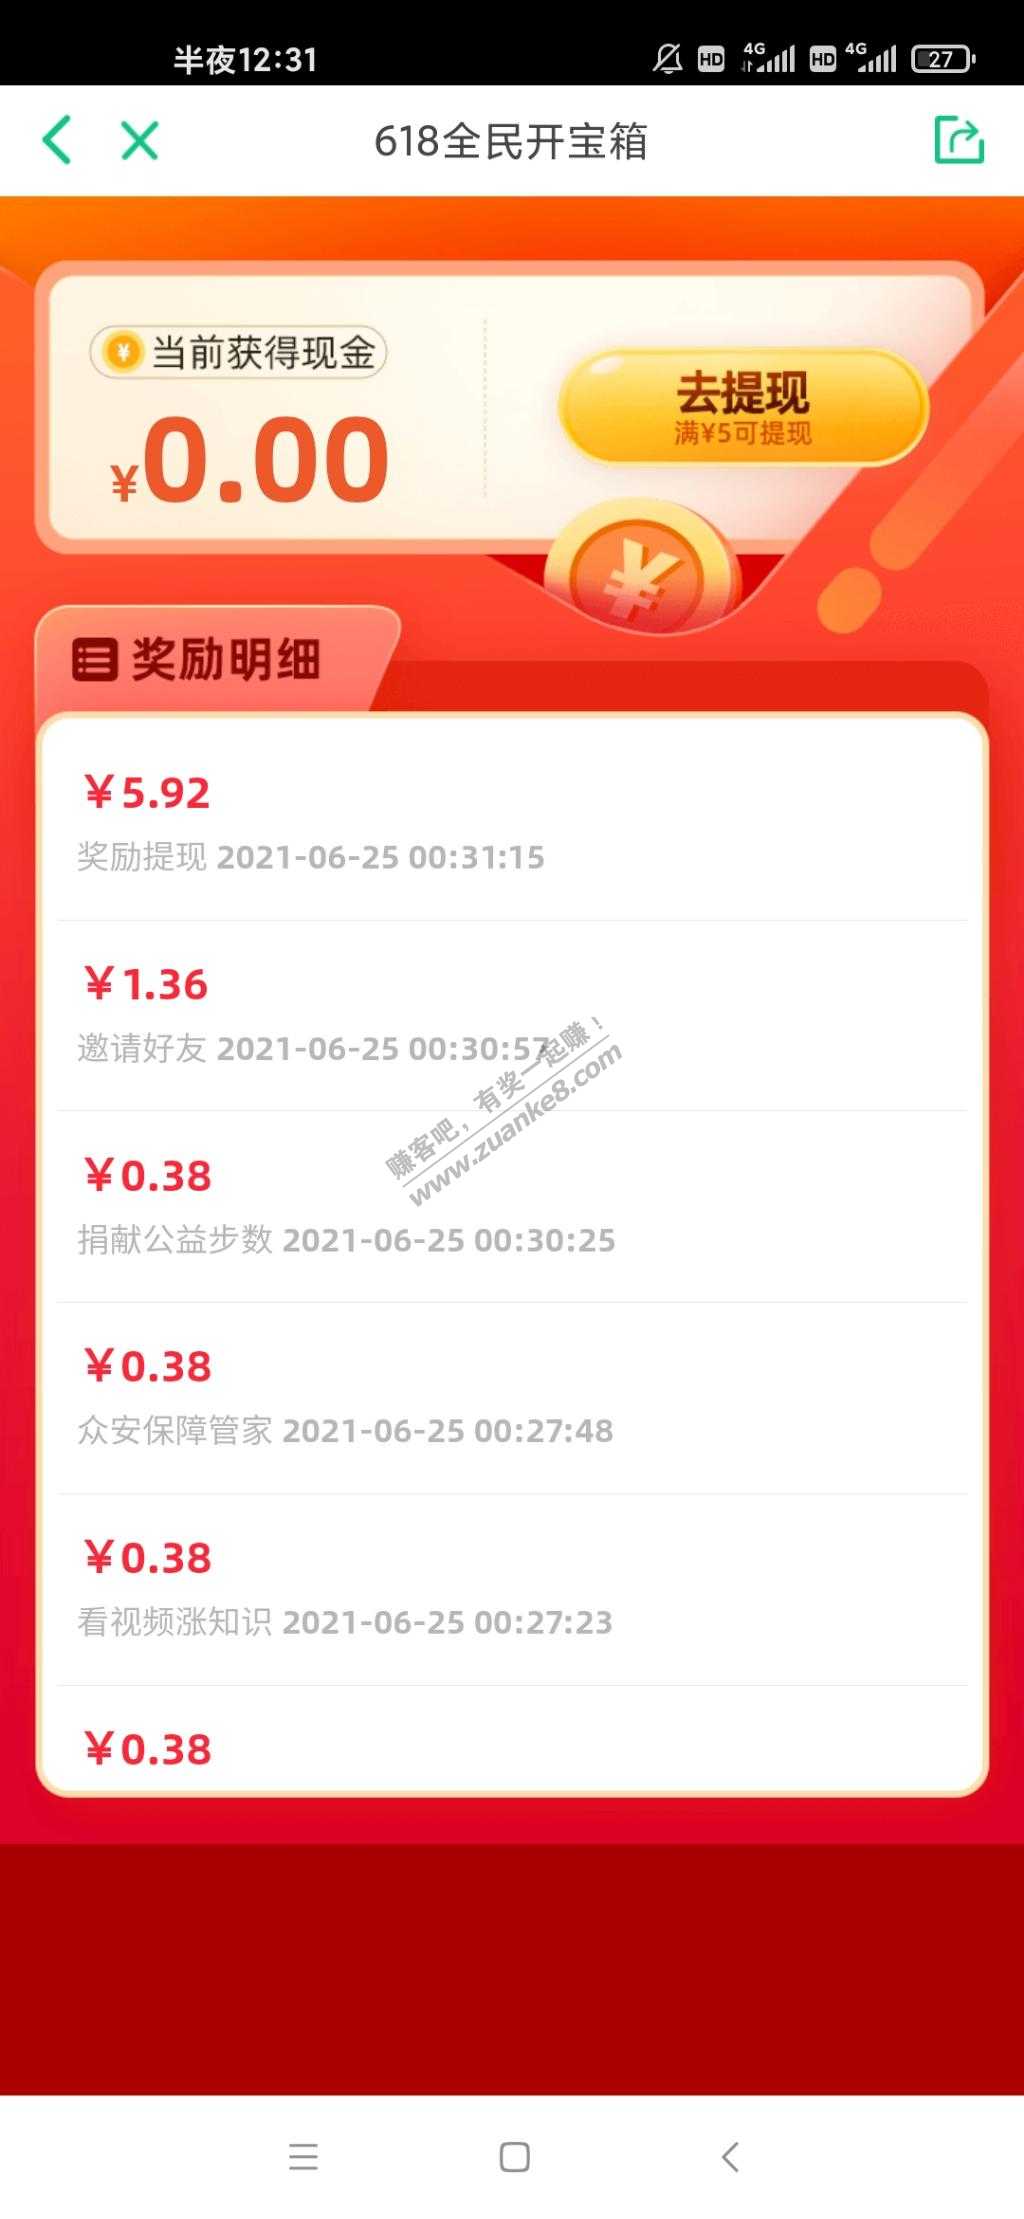 半夜12:31
HD 4G HD 4G 27
618全民开宝箱
¥ 当前获得现金
¥0.00
去提现
满¥5可提现
¥
奖励明细
￥5.92
奖励提现 2021-06-25 00:31:15
￥1.36
邀请好友 2021-06-25 00:30:57
赚客吧，有奖一起赚！
www.zuanke8.com
￥0.38
捐献公益步数 2021-06-25 00:30:25
￥0.38
众安保障管家 2021-06-25 00:27:48
￥0.38
看视频涨知识 2021-06-25 00:27:23
￥0.38